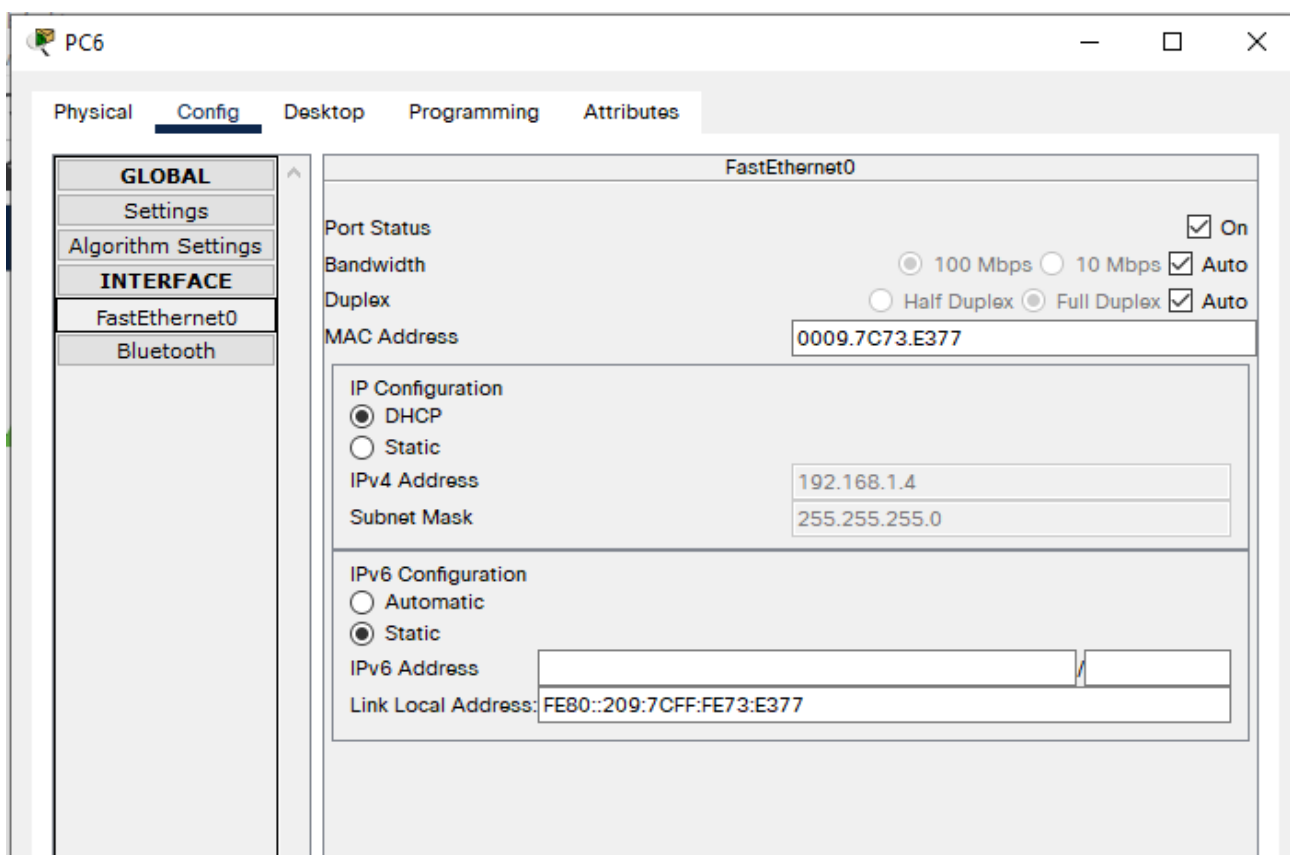 PC6
Physical Config Desktop Programming Attributes
GLOBAL
Settings
Algorithm Settings
INTERFACE
FastEthernet0
Bluetooth
FastEthernet0
Port Status On
Bandwidth 100 Mbps 10 Mbps Auto
Duplex Half Duplex Full Duplex Auto
MAC Address 0009.7C73.E377
IP Configuration
DHCP
Static
IPv4 Address 192.168.1.4
Subnet Mask 255.255.255.0
IPv6 Configuration
Automatic
Static
IPv6 Address /
Link Local Address: FE80::209:7CFF:FE73:E377